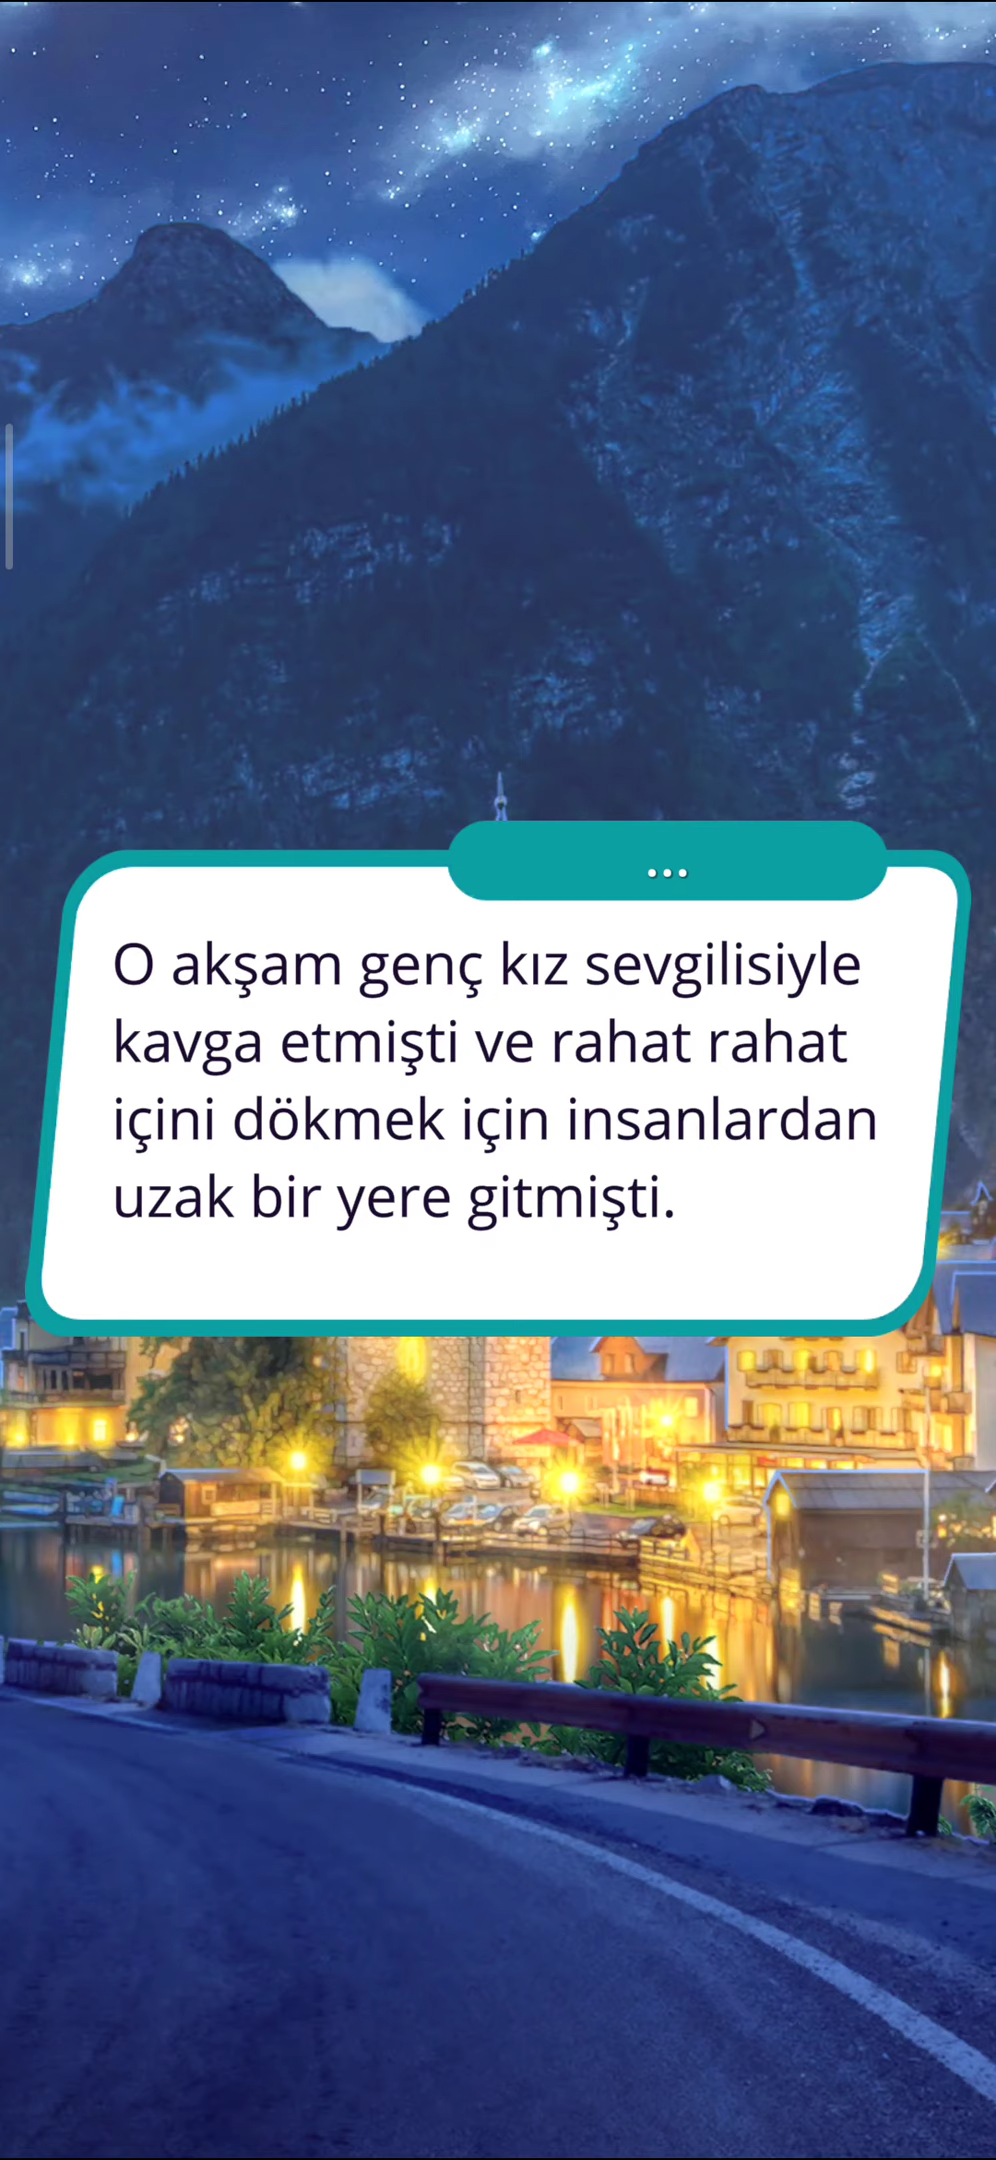 ...
O akşam genç kız sevgilisiyle
kavga etmişti ve rahat rahat
içini dökmek için insanlardan
uzak bir yere gitmişti.